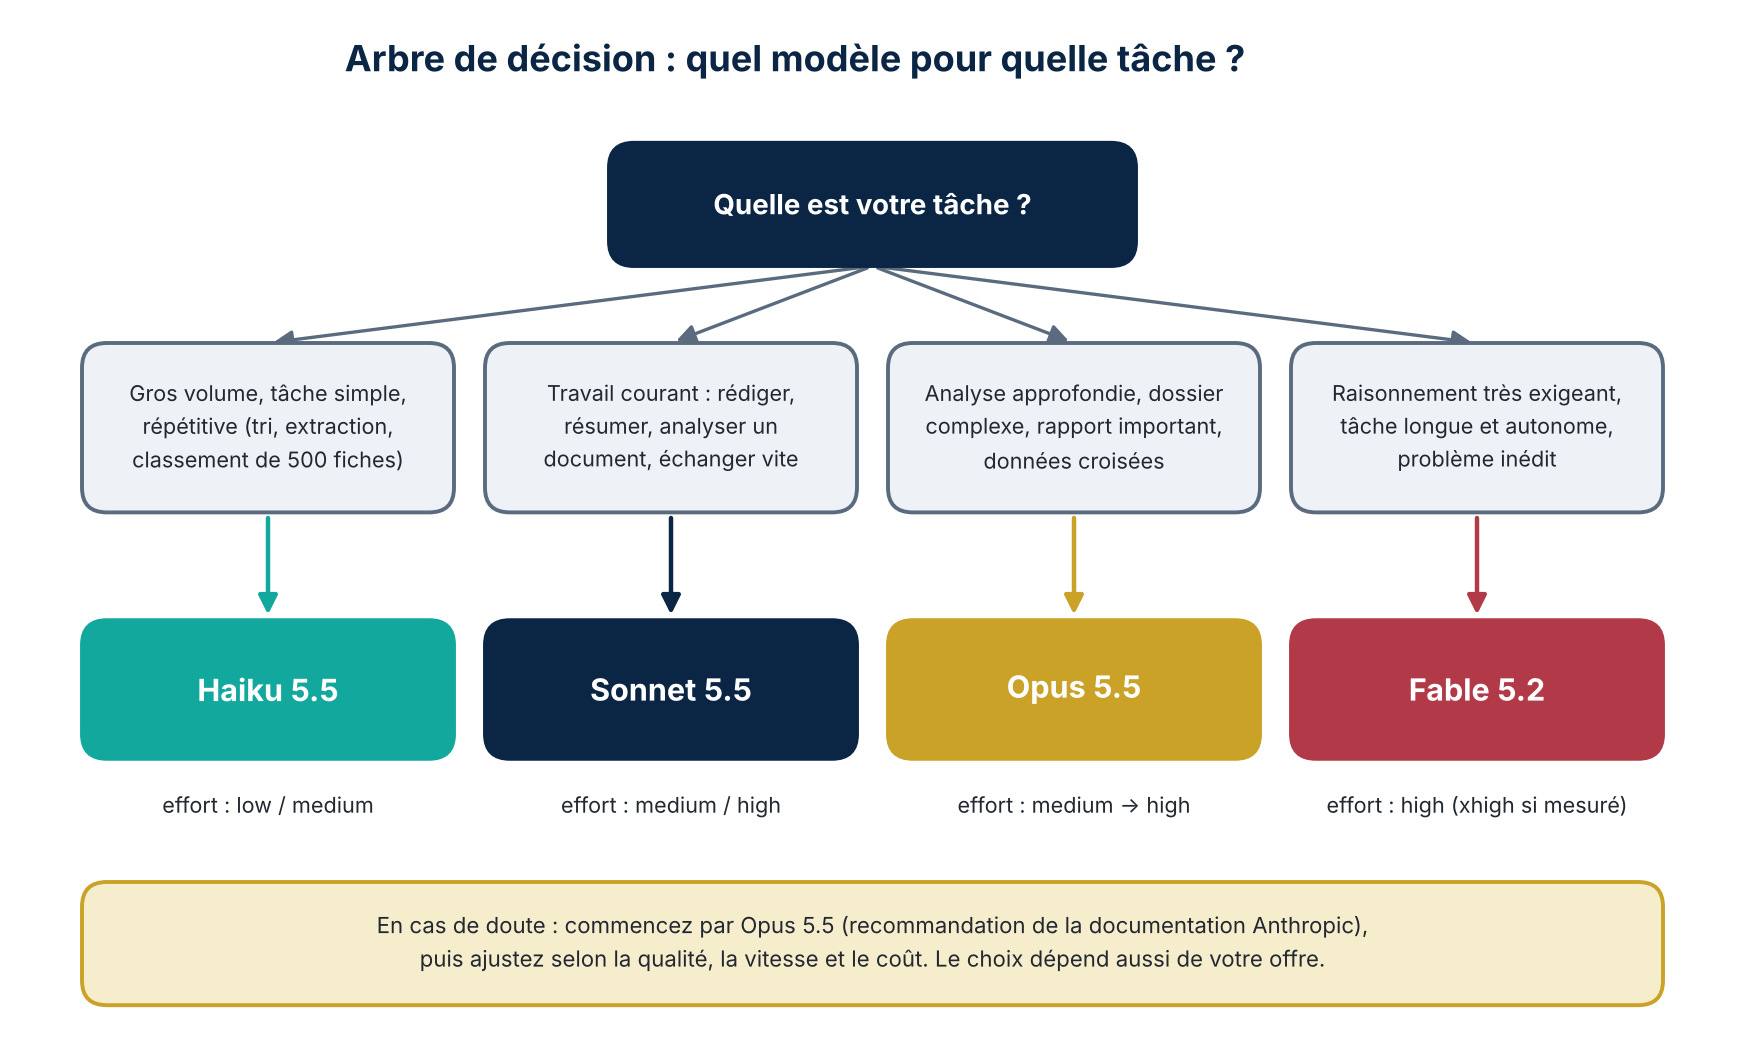 Arbre de décision : quel modèle pour quelle tâche ?
Quelle est votre tâche ?
Gros volume, tâche simple,
répétitive (tri, extraction,
classement de 500 fiches)
Travail courant : rédiger,
résumer, analyser un
document, échanger vite
Analyse approfondie, dossier
complexe, rapport important,
données croisées
Raisonnement très exigeant,
tâche longue et autonome,
problème inédit
Haiku 5.5
Sonnet 5.5
Opus 5.5
Fable 5.2
effort : low / medium
effort : medium / high
effort : medium → high
effort : high (xhigh si mesuré)
En cas de doute : commencez par Opus 5.5 (recommandation de la documentation Anthropic),
puis ajustez selon la qualité, la vitesse et le coût. Le choix dépend aussi de votre offre.